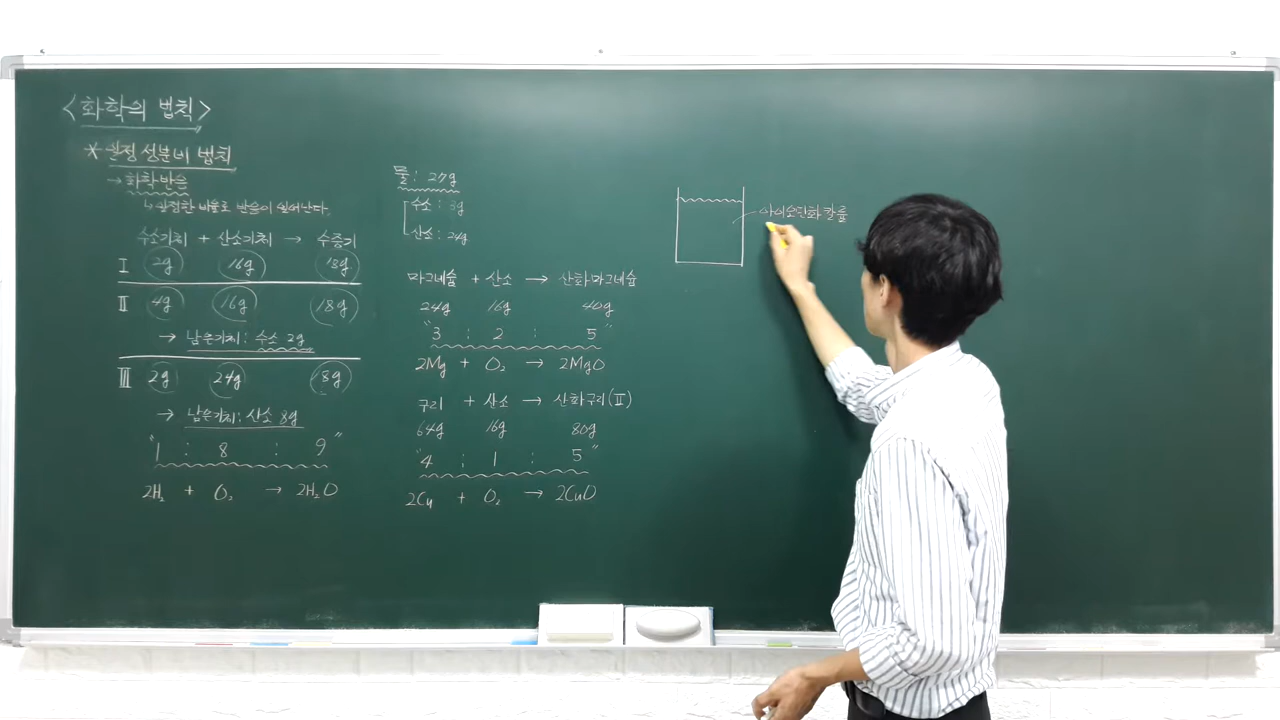 <화학의 법칙>
* 일정 성분비 법칙
→ 화학반응
↳ 일정한 비율로 반응이 일어난다.
수소기체 + 산소기체 → 수증기
I 2g 16g 18g
II 4g 16g 18g
→ 남은기체: 수소 2g
III 2g 24g 18g
→ 남은기체: 산소 8g
"1 : 8 : 9"
2H₂ + O₂ → 2H₂O
물: 27g
수소: 3g
산소: 24g
마그네슘 + 산소 → 산화마그네슘
24g 16g 40g
"3 : 2 : 5"
2Mg + O₂ → 2MgO
구리 + 산소 → 산화구리(II)
64g 16g 80g
"4 : 1 : 5"
2Cu + O₂ → 2CuO
아이오딘화 칼륨